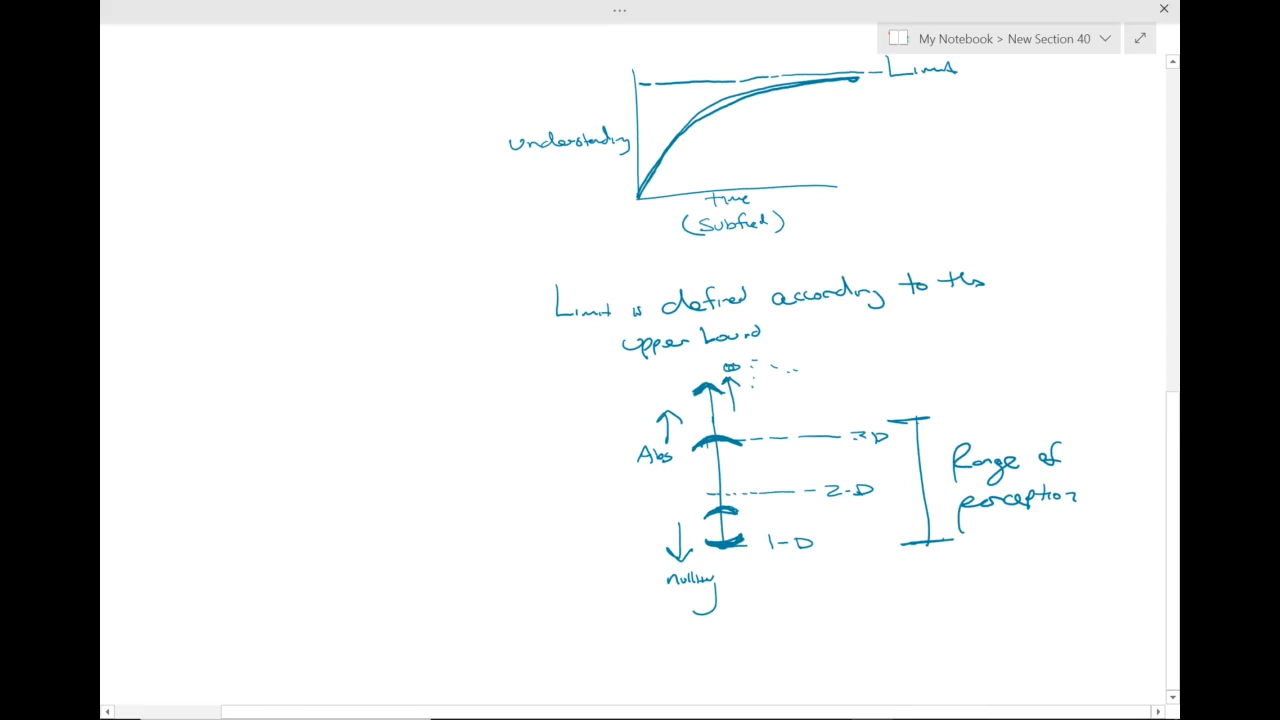 ...
My Notebook > New Section 40
Limit
Understanding
time
(Subfield)
Limit is defined according to the
upper bound
∞
3D
Abs
Range of
perception
2-D
1-D
nullity